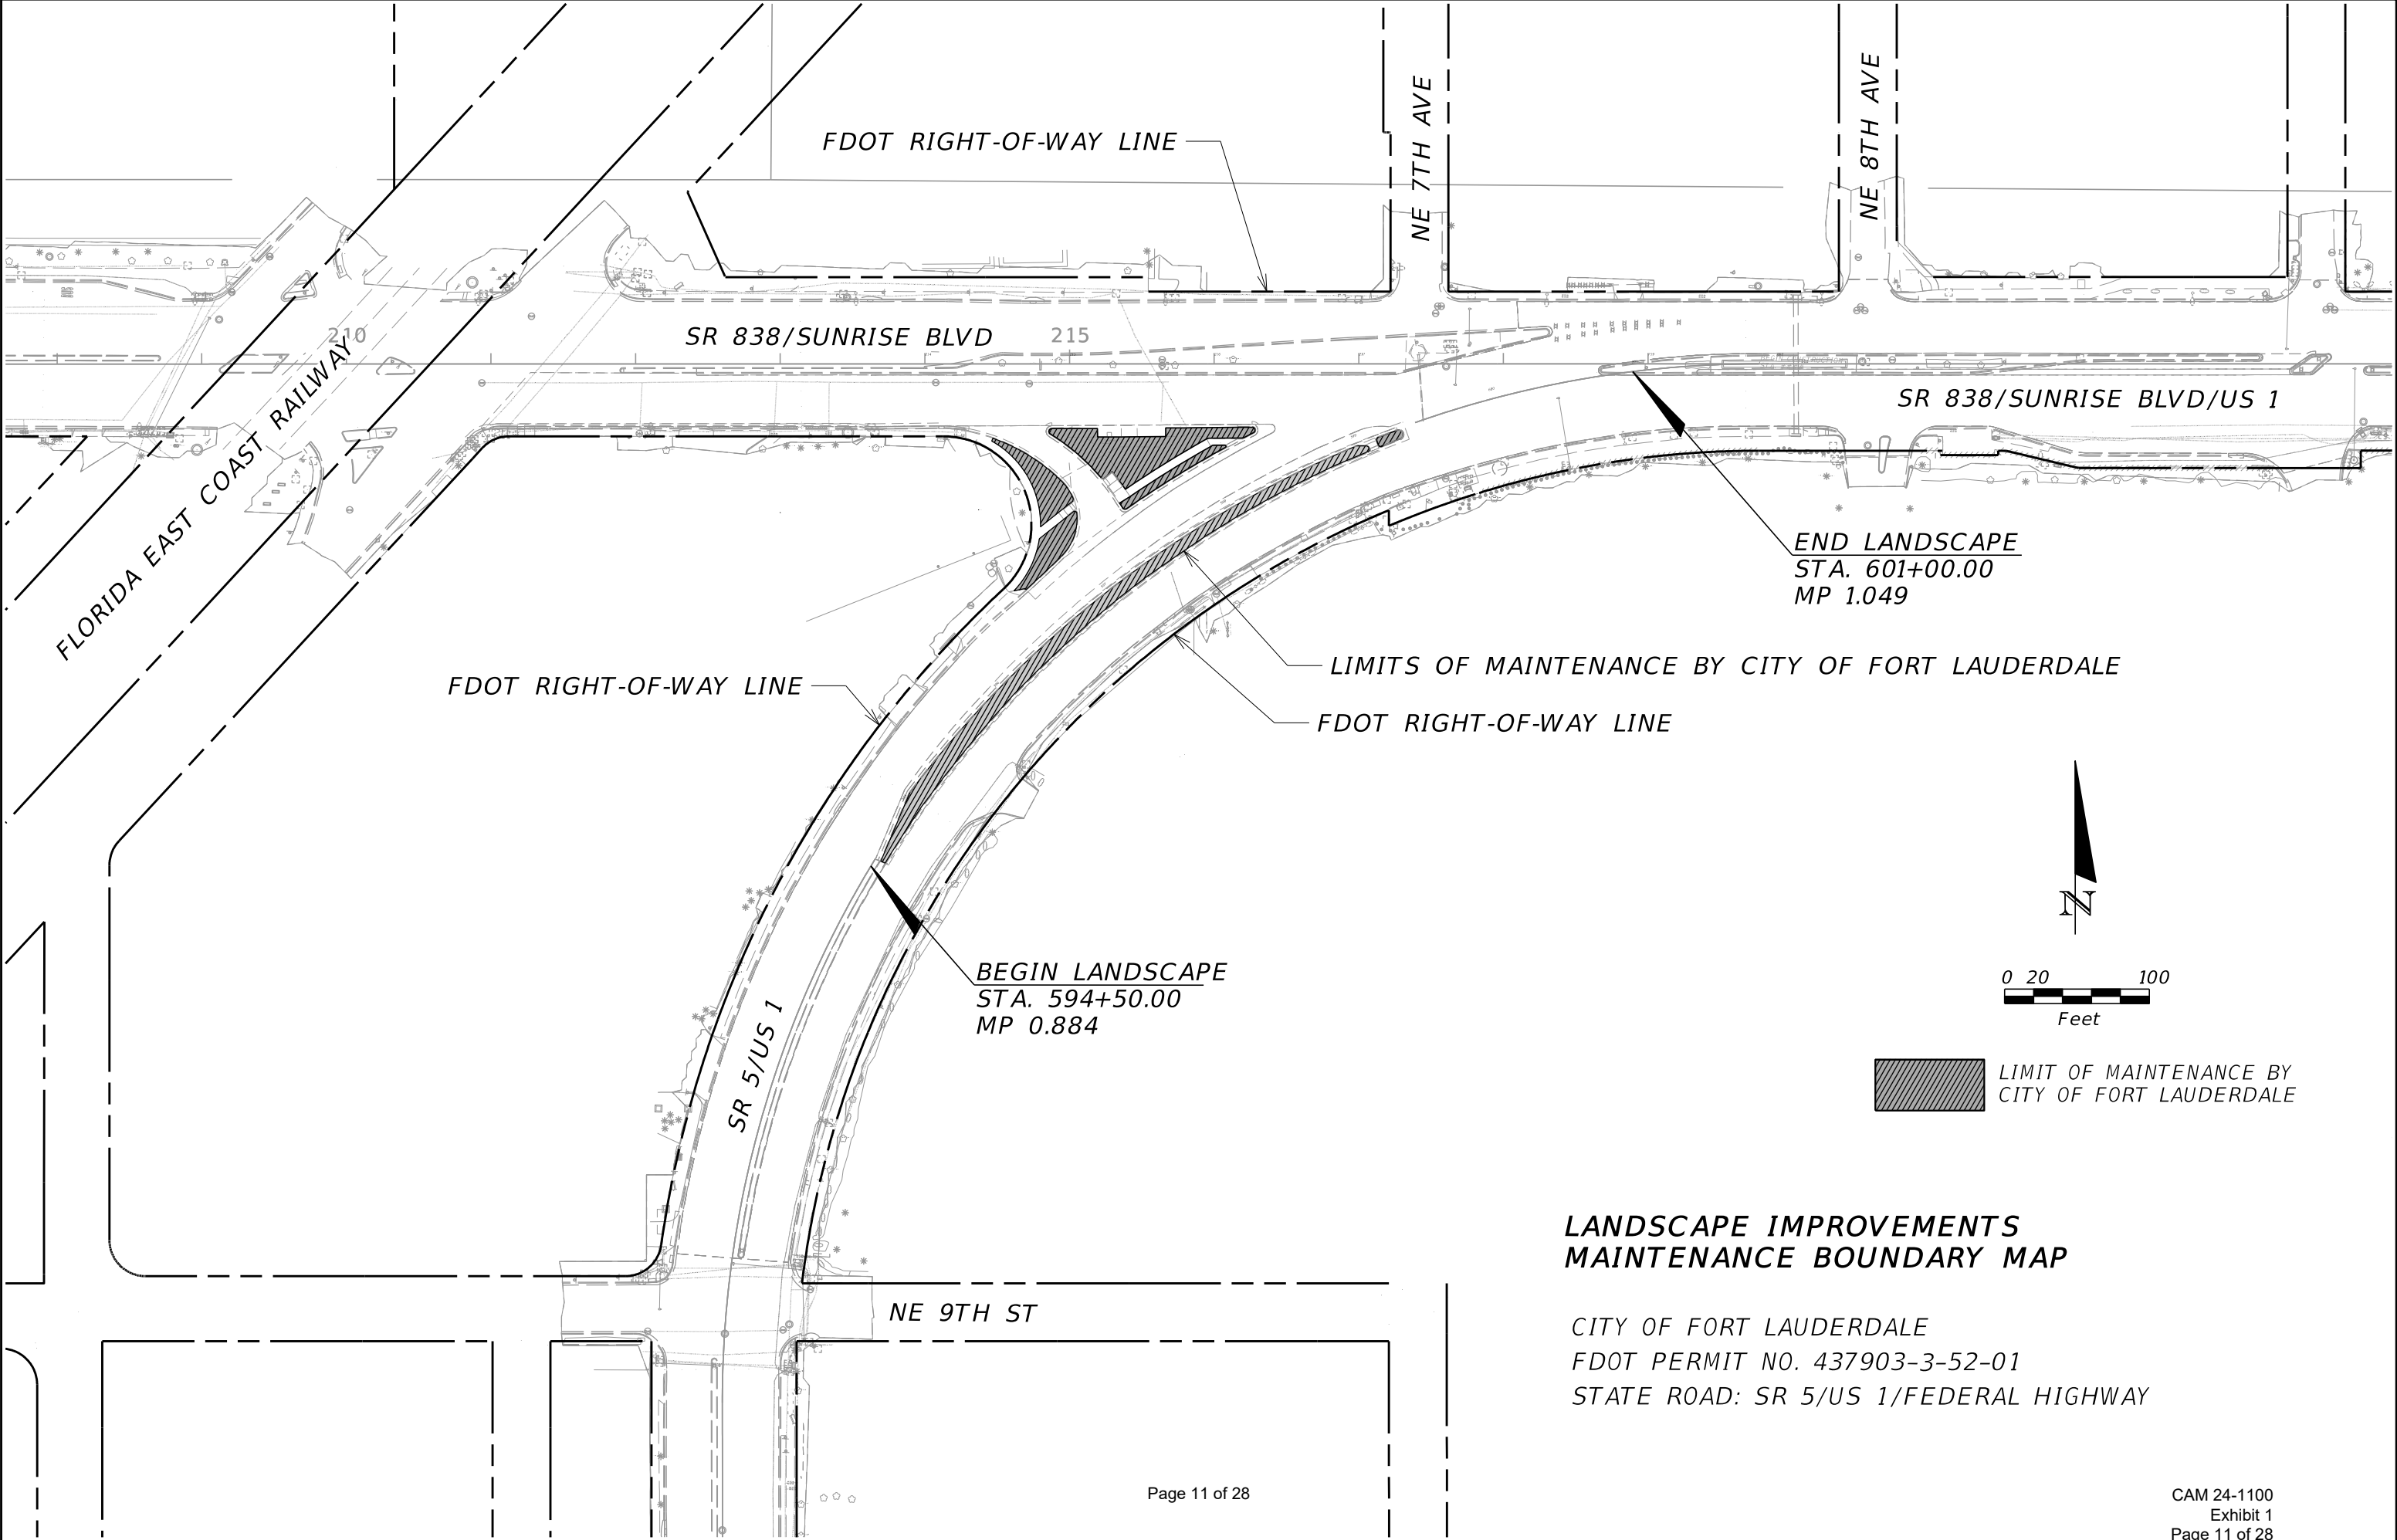 FDOT RIGHT-OF-WAY LINE
NE 7TH AVE
NE 8TH AVE
210
SR 838/SUNRISE BLVD
215
SR 838/SUNRISE BLVD/US 1
FLORIDA EAST COAST RAILWAY
END LANDSCAPE
STA. 601+00.00
MP 1.049
LIMITS OF MAINTENANCE BY CITY OF FORT LAUDERDALE
FDOT RIGHT-OF-WAY LINE
FDOT RIGHT-OF-WAY LINE
N
BEGIN LANDSCAPE
STA. 594+50.00
MP 0.884
0 20 100
Feet
SR 5/US 1
LIMIT OF MAINTENANCE BY
CITY OF FORT LAUDERDALE
LANDSCAPE IMPROVEMENTS
MAINTENANCE BOUNDARY MAP
NE 9TH ST
CITY OF FORT LAUDERDALE
FDOT PERMIT NO. 437903-3-52-01
STATE ROAD: SR 5/US 1/FEDERAL HIGHWAY
Page 11 of 28
CAM 24-1100
Exhibit 1
Page 11 of 28